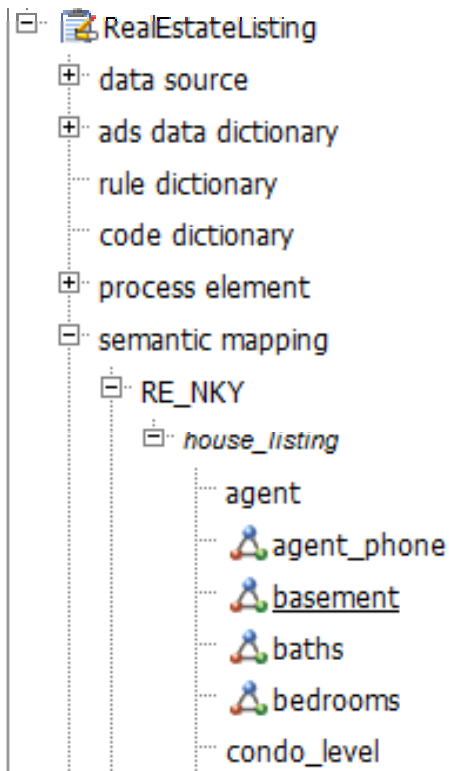 RealEstateListing
data source
ads data dictionary
rule dictionary
code dictionary
process element
semantic mapping
RE_NKY
house_listing
agent
agent_phone
basement
baths
bedrooms
condo_level